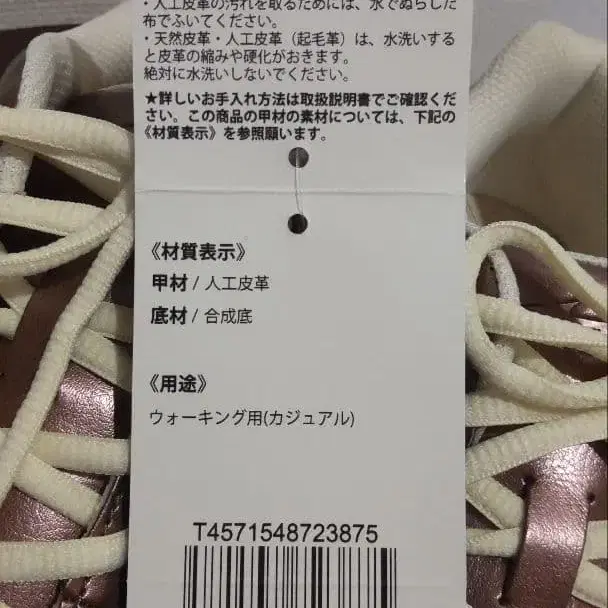 ・人工皮革の汚れを取るためには、水でぬらした
布でふいてください。
・天然皮革・人工皮革（起毛革）は、水洗いする
と皮革の縮みや硬化がおきます。
絶対に水洗いしないでください。
★詳しいお手入れ方法は取扱説明書でご確認くだ
さい。この商品の甲材の素材については、下記の
《材質表示》を参照願います。
《材質表示》
甲材 / 人工皮革
底材 / 合成底
《用途》
ウォーキング用(カジュアル)
T4571548723875